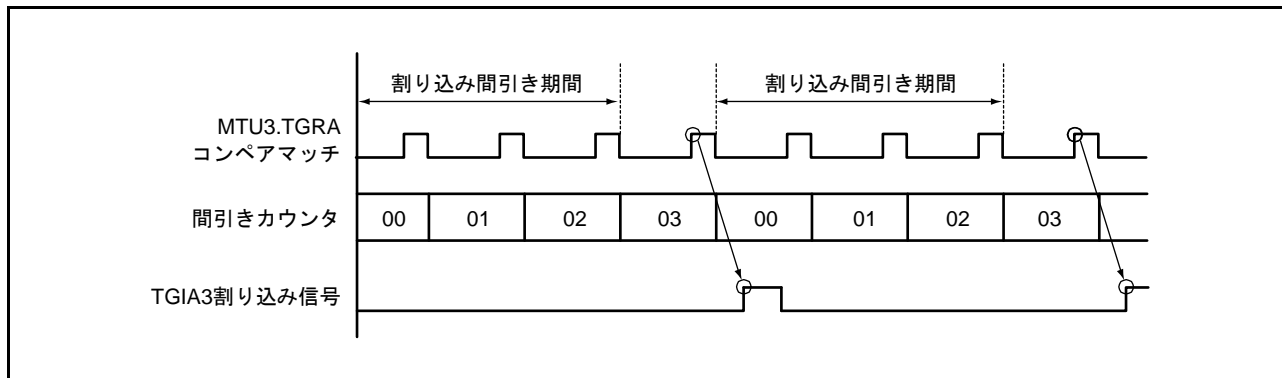 割り込み間引き期間 割り込み間引き期間
MTU3.TGRA
コンペアマッチ
間引きカウンタ 00 01 02 03 00 01 02 03
TGIA3割り込み信号